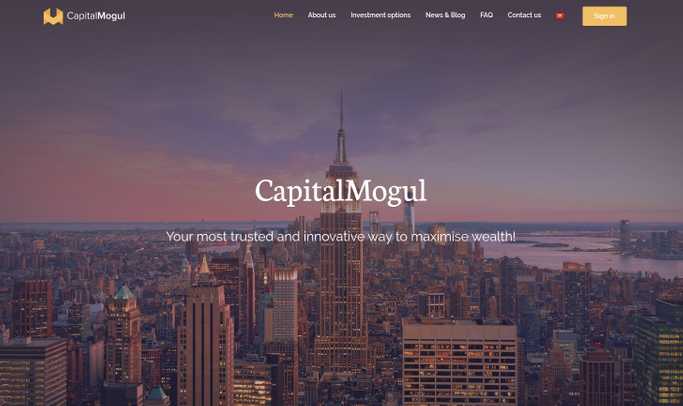 CapitalMogul
Home About us Investment options News & Blog FAQ Contact us Sign in
CapitalMogul
Your most trusted and innovative way to maximise wealth!